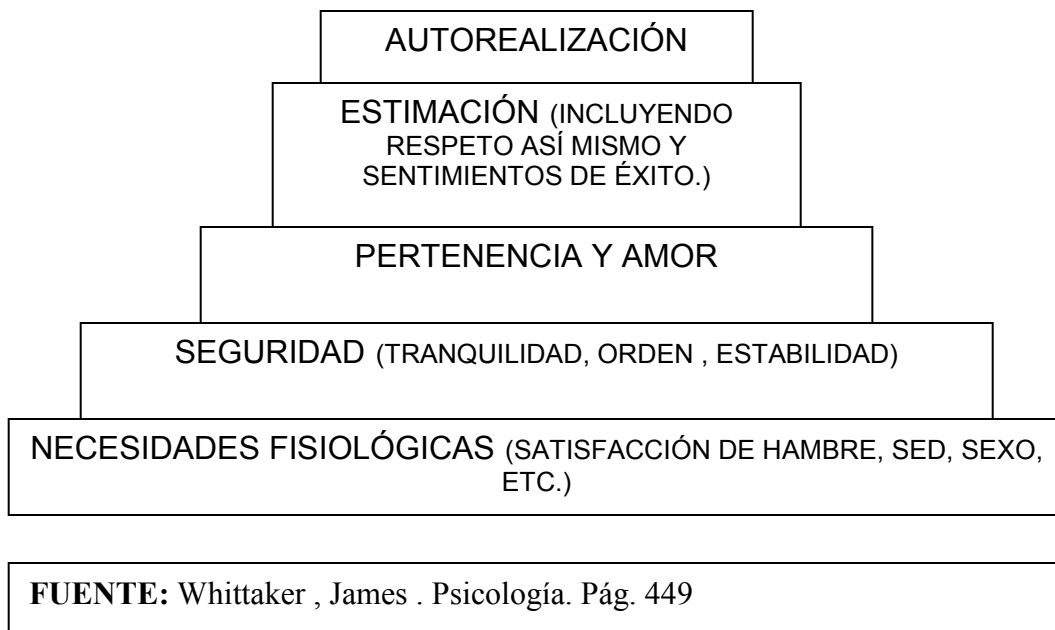 AUTOREALIZACIÓN
ESTIMACIÓN (INCLUYENDO
RESPETO ASÍ MISMO Y
SENTIMIENTOS DE ÉXITO.)
PERTENENCIA Y AMOR
SEGURIDAD (TRANQUILIDAD, ORDEN , ESTABILIDAD)
NECESIDADES FISIOLÓGICAS (SATISFACCIÓN DE HAMBRE, SED, SEXO,
ETC.)
FUENTE: Whittaker , James . Psicología. Pág. 449